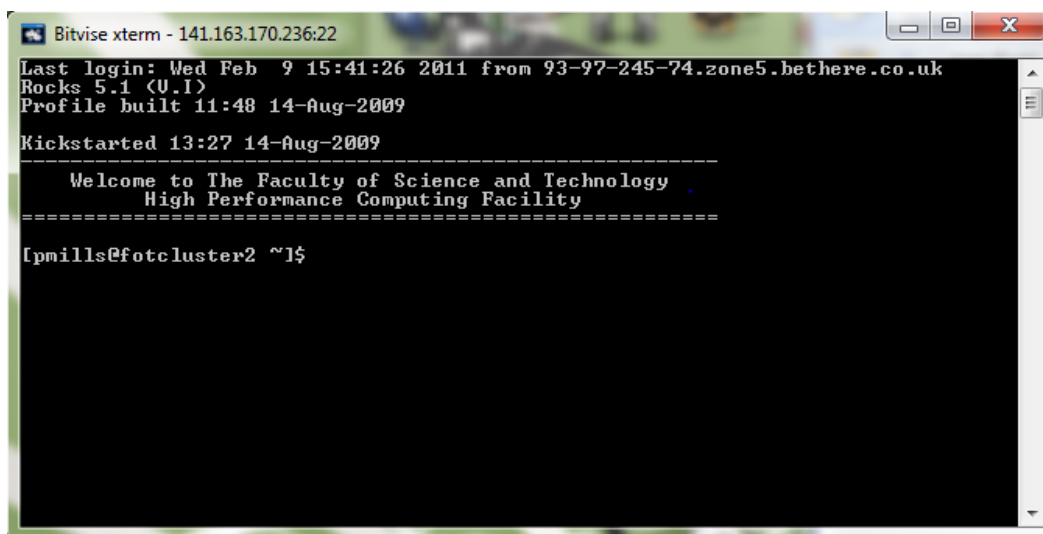 Bitvise xterm - 141.163.170.236:22
Last login: Wed Feb  9 15:41:26 2011 from 93-97-245-74.zone5.bethere.co.uk
Rocks 5.1 (V.I)
Profile built 11:48 14-Aug-2009
Kickstarted 13:27 14-Aug-2009
Welcome to The Faculty of Science and Technology
High Performance Computing Facility
[pmills@fotcluster2 ~]$